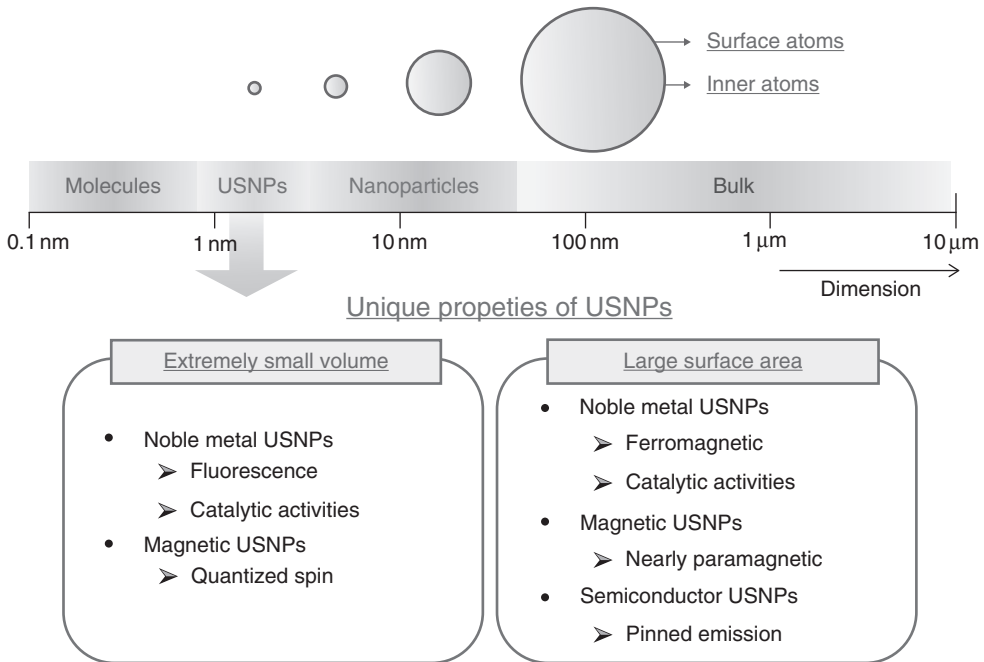 Surface atoms
Inner atoms
Molecules USNPs Nanoparticles Bulk
0.1 nm 1 nm 10 nm 100 nm 1 µm 10 µm
Dimension
Unique propeties of USNPs
Extremely small volume
• Noble metal USNPs
➢ Fluorescence
➢ Catalytic activities
• Magnetic USNPs
➢ Quantized spin
Large surface area
• Noble metal USNPs
➢ Ferromagnetic
➢ Catalytic activities
• Magnetic USNPs
➢ Nearly paramagnetic
• Semiconductor USNPs
➢ Pinned emission